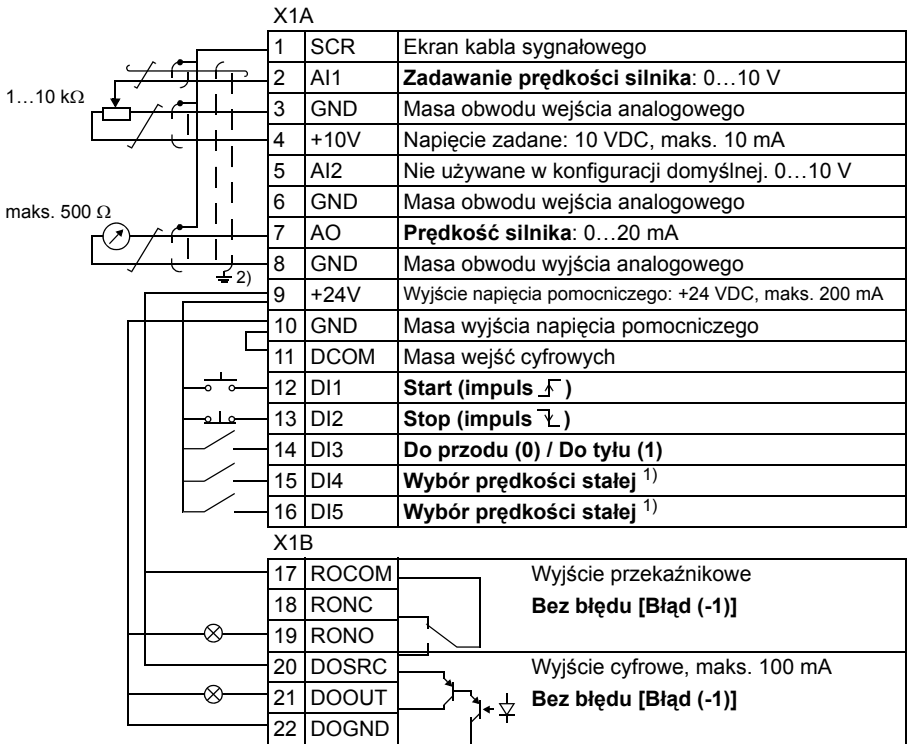 X1A
1 SCR Ekran kabla sygnałowego
2 AI1 Zadawanie prędkości silnika: 0…10 V
1…10 kΩ
3 GND Masa obwodu wejścia analogowego
4 +10V Napięcie zadane: 10 VDC, maks. 10 mA
5 AI2 Nie używane w konfiguracji domyślnej. 0…10 V
6 GND Masa obwodu wejścia analogowego
maks. 500 Ω
7 AO Prędkość silnika: 0…20 mA
8 GND Masa obwodu wyjścia analogowego
2)
9 +24V Wyjście napięcia pomocniczego: +24 VDC, maks. 200 mA
10 GND Masa wyjścia napięcia pomocniczego
11 DCOM Masa wejść cyfrowych
12 DI1 Start (impuls )
13 DI2 Stop (impuls )
14 DI3 Do przodu (0) / Do tyłu (1)
15 DI4 Wybór prędkości stałej 1)
16 DI5 Wybór prędkości stałej 1)
X1B
17 ROCOM Wyjście przekaźnikowe
18 RONC Bez błędu [Błąd (-1)]
19 RONO
20 DOSRC Wyjście cyfrowe, maks. 100 mA
21 DOOUT Bez błędu [Błąd (-1)]
22 DOGND